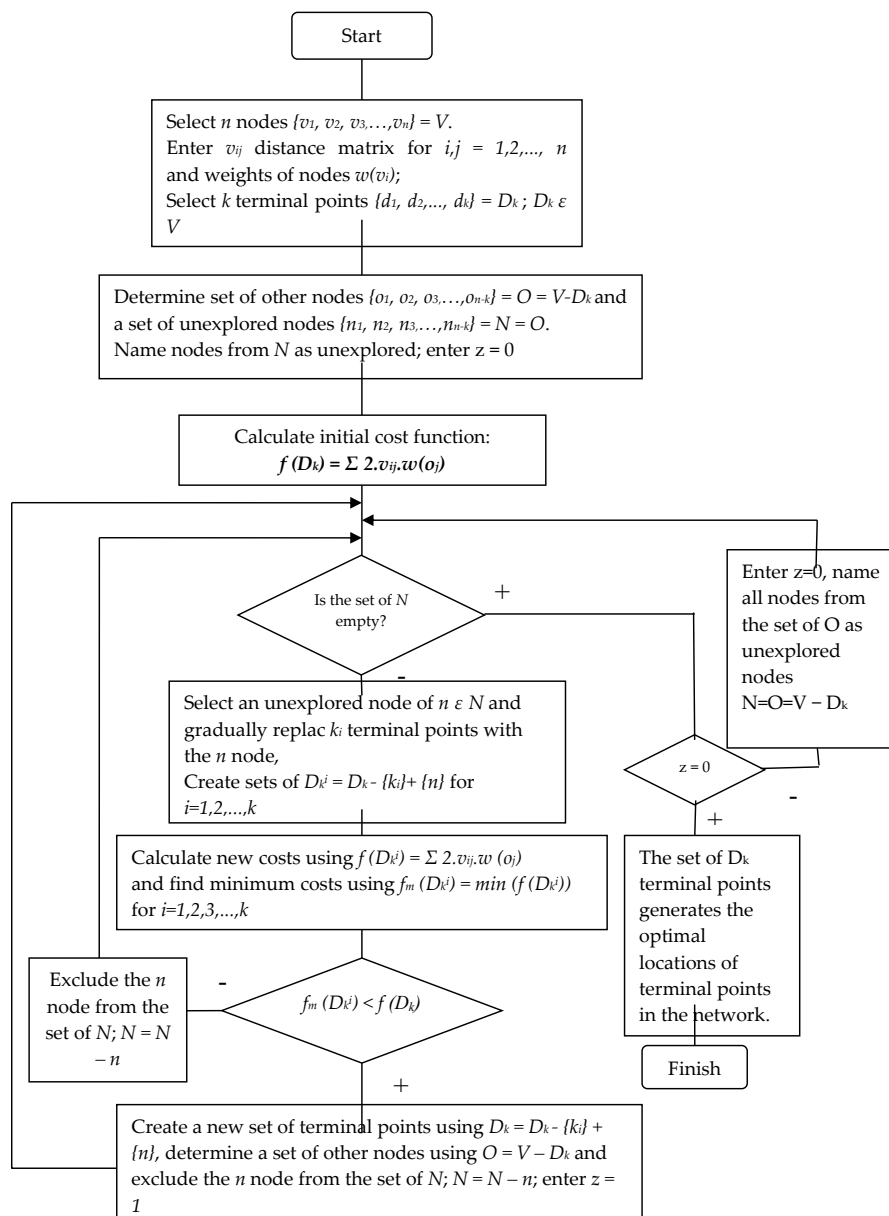 Start
Select n nodes {v₁, v₂, v₃,…,vₙ} = V.
Enter vᵢⱼ distance matrix for i,j = 1,2,..., n
and weights of nodes w(vᵢ);
Select k terminal points {d₁, d₂,..., dₖ} = Dₖ ; Dₖ ε
V
Determine set of other nodes {o₁, o₂, o₃,…,oₙ₋ₖ} = O = V-Dₖ and
a set of unexplored nodes {n₁, n₂, n₃,…,nₙ₋ₖ} = N = O.
Name nodes from N as unexplored; enter z = 0
Calculate initial cost function:
f (Dₖ) = Σ 2.vᵢⱼ.w(oⱼ)
Is the set of N
empty?
+
-
Enter z=0, name
all nodes from
the set of O as
unexplored
nodes
N=O=V − Dₖ
Select an unexplored node of n ε N and
gradually replac kᵢ terminal points with
the n node,
Create sets of Dₖⁱ = Dₖ - {kᵢ}+ {n} for
i=1,2,...,k
z = 0
-
+
Calculate new costs using f (Dₖⁱ) = Σ 2.vᵢⱼ.w (oⱼ)
and find minimum costs using fₘ (Dₖⁱ) = min (f (Dₖⁱ))
for i=1,2,3,...,k
The set of Dₖ
terminal points
generates the
optimal
locations of
terminal points
in the network.
Exclude the n
node from the
set of N; N = N
– n
-
fₘ (Dₖⁱ) < f (Dₖ)
+
Finish
Create a new set of terminal points using Dₖ = Dₖ - {kᵢ} +
{n}, determine a set of other nodes using O = V – Dₖ and
exclude the n node from the set of N; N = N – n; enter z =
1